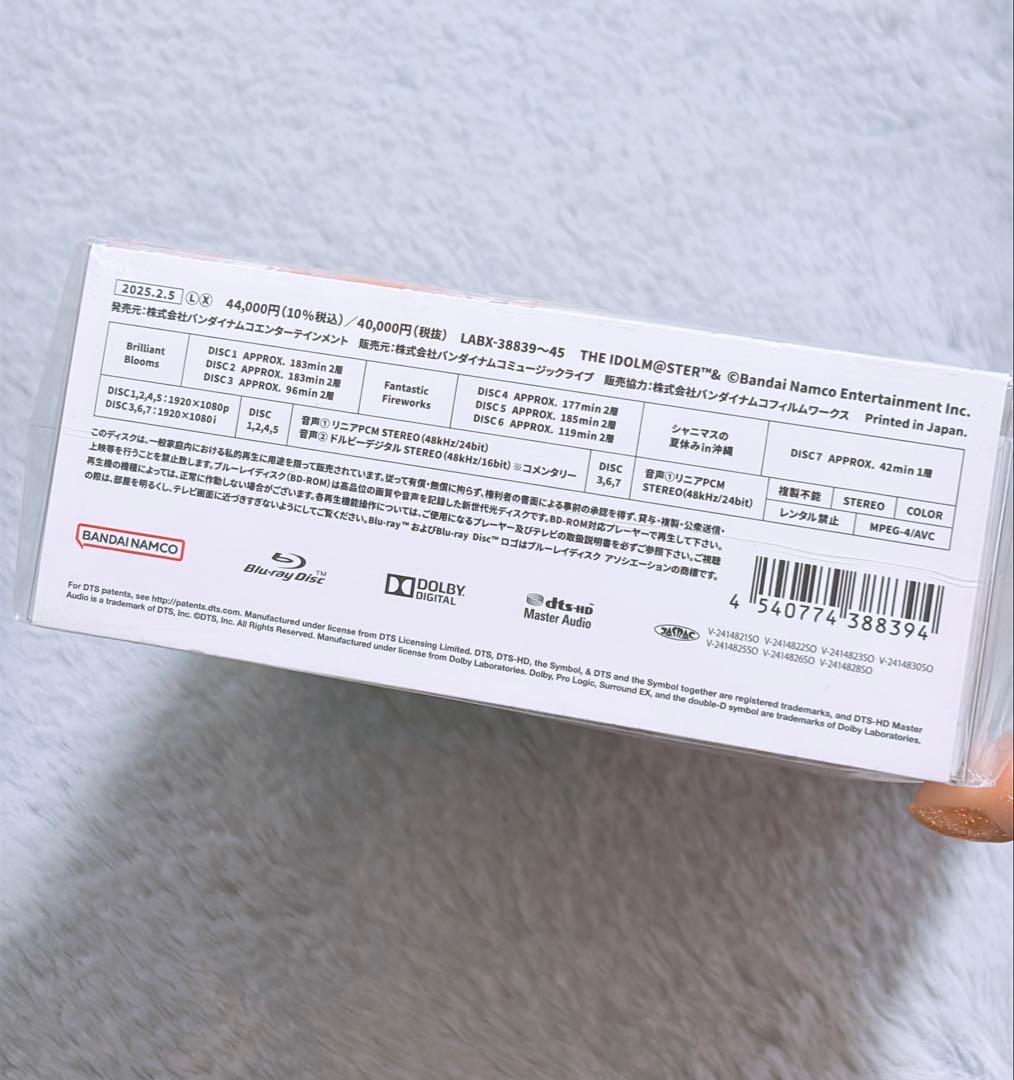 2025.2.5 Ⓛ Ⓧ 44,000円(10%税込)／40,000円(税抜) LABX-38839〜45 THE IDOLM@STER™& ©Bandai Namco Entertainment Inc.
発売元：株式会社バンダイナムコエンターテインメント 販売元：株式会社バンダイナムコミュージックライブ 販売協力：株式会社バンダイナムコフィルムワークス Printed in Japan.
Brilliant
Blooms
DISC1 APPROX. 183min 2層
DISC2 APPROX. 183min 2層
DISC3 APPROX. 96min 2層
Fantastic
Fireworks
DISC4 APPROX. 177min 2層
DISC5 APPROX. 185min 2層
DISC6 APPROX. 119min 2層
シャニマスの
夏休みin沖縄
DISC7 APPROX. 42min 1層
DISC1,2,4,5：1920×1080p
DISC3,6,7：1920×1080i
DISC
1,2,4,5
音声①リニアPCM STEREO(48kHz/24bit)
音声②ドルビーデジタル STEREO(48kHz/16bit)※コメンタリー
DISC
3,6,7
音声①リニアPCM
STEREO(48kHz/24bit)
複製不能 STEREO COLOR
レンタル禁止 MPEG-4/AVC
このディスクは、一般家庭内における私的再生に用途を限って販売されています。従って有償・無償に拘らず、権利者の書面による事前の承認を得ず、貸与・複製・公衆送信・
上映等を行うことを禁止致します。ブルーレイディスク(BD-ROM)は高品位の画質や音声を記録した新世代光ディスクです。BD-ROM対応プレーヤーで再生して下さい。
再生機の機種によっては、正常に作動しない場合がございます。各再生機能操作については、ご使用になるプレーヤー及びテレビの取扱説明書を必ずご参照下さい。ご視聴
の際は、部屋を明るくし、テレビ画面に近づきすぎないようにしてご覧ください。Blu-ray™ およびBlu-ray Disc™ ロゴはブルーレイディスク アソシエーションの商標です。
BANDAI NAMCO
Blu-ray Disc™
DOLBY
DIGITAL
dts-HD
Master Audio
4 540774 388394
JASRAC
V-2414821SO V-2414822SO V-2414823SO V-2414830SO
V-2414825SO V-2414826SO V-2414828SO
For DTS patents, see http://patents.dts.com. Manufactured under license from DTS Licensing Limited. DTS, DTS-HD, the Symbol, & DTS and the Symbol together are registered trademarks, and DTS-HD Master
Audio is a trademark of DTS, Inc. ©DTS, Inc. All Rights Reserved. Manufactured under license from Dolby Laboratories. Dolby, Pro Logic, Surround EX, and the double-D symbol are trademarks of Dolby Laboratories.